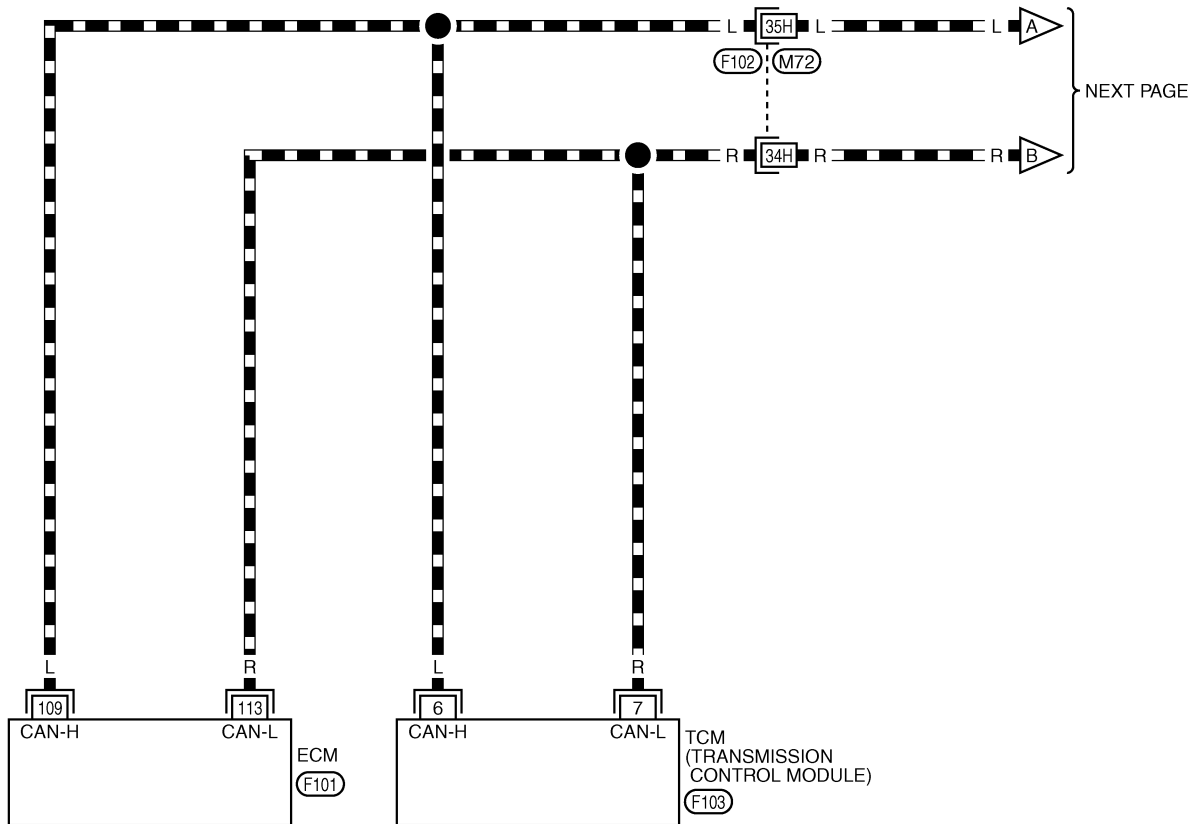 L 35H L L A
F102 M72
NEXT PAGE
R 34H R R B
L R L R
109 113 6 7
CAN-H CAN-L CAN-H CAN-L
ECM
F101
TCM
(TRANSMISSION
CONTROL MODULE)
F103